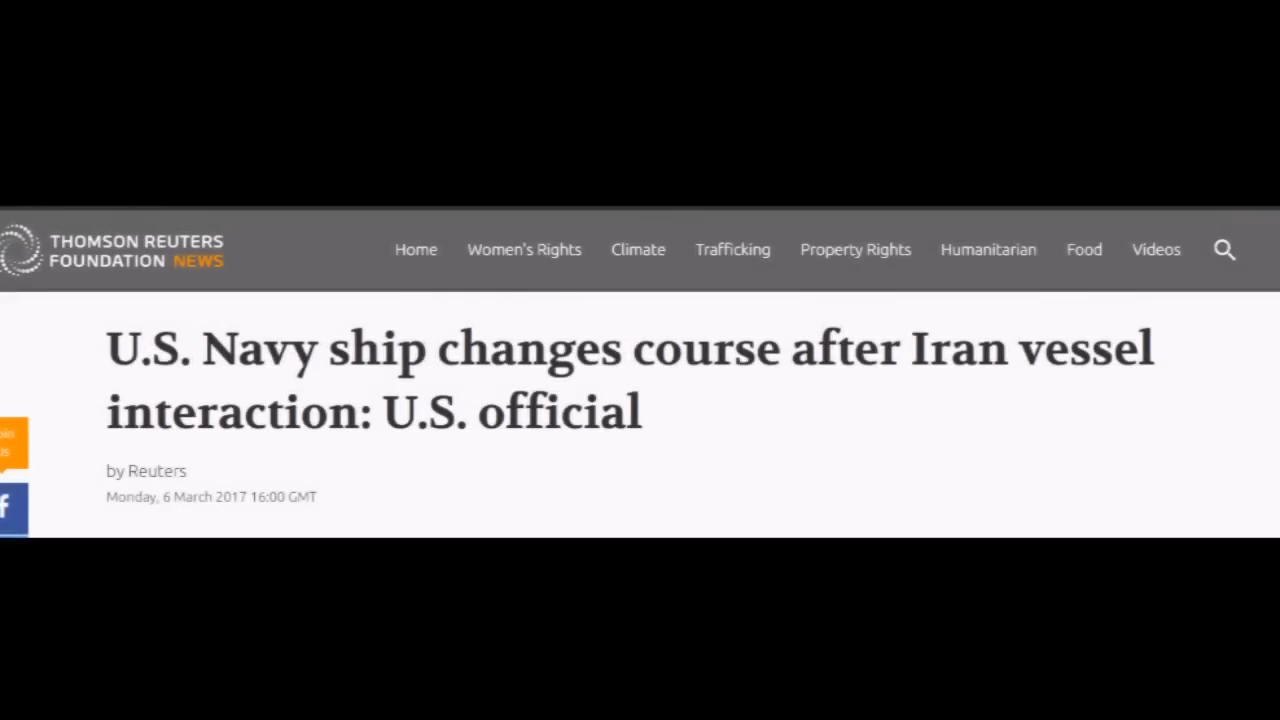 THOMSON REUTERS
FOUNDATION NEWS
Home Women's Rights Climate Trafficking Property Rights Humanitarian Food Videos
U.S. Navy ship changes course after Iran vessel
interaction: U.S. official
by Reuters
Monday, 6 March 2017 16:00 GMT
f